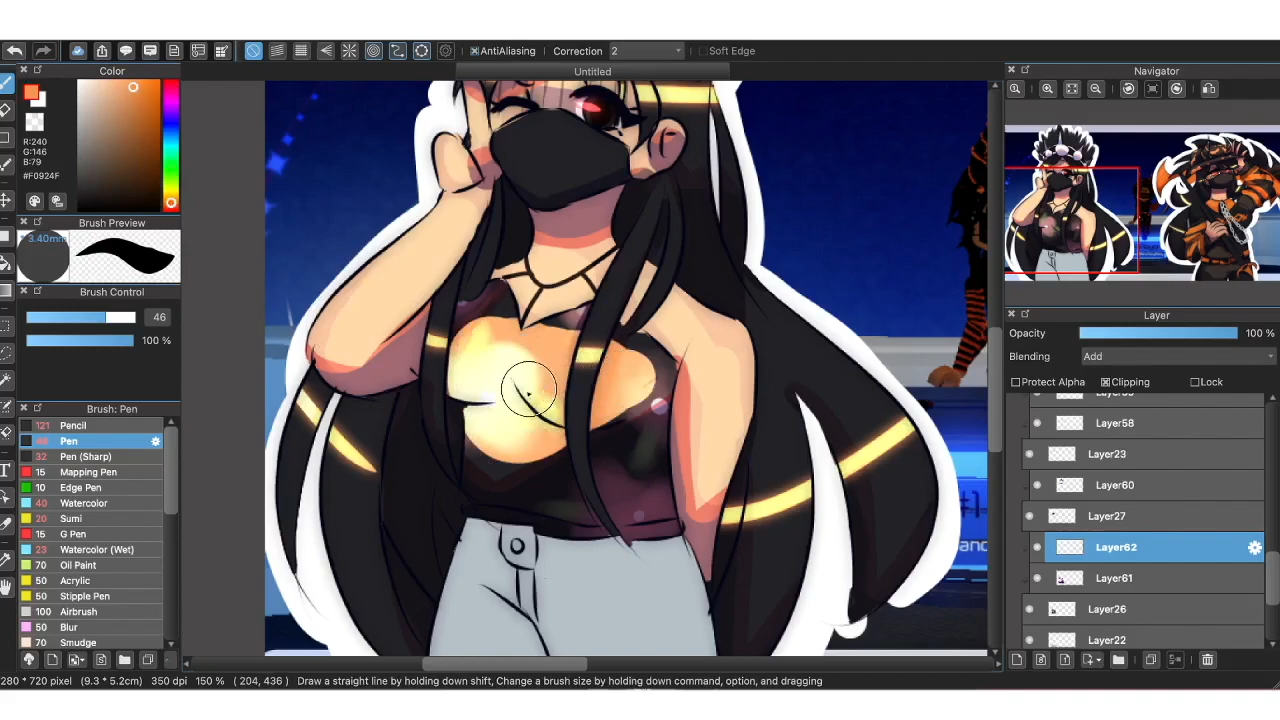 AntiAliasing Correction 2 Soft Edge
Color
Untitled
Navigator
R:240
G:146
B:79
#F0924F
Brush Preview
3.40mm
Brush Control
46
100 %
Brush: Pen
121 Pencil
46 Pen
32 Pen (Sharp)
15 Mapping Pen
10 Edge Pen
40 Watercolor
20 Sumi
15 G Pen
23 Watercolor (Wet)
70 Oil Paint
50 Acrylic
50 Stipple Pen
100 Airbrush
50 Blur
70 Smudge
Layer
Opacity 100 %
Blending Add
Protect Alpha Clipping Lock
Layer58
Layer23
Layer60
Layer27
Layer62
Layer61
Layer26
Layer22
+1
anc
280 * 720 pixel (9.3 * 5.2cm) 350 dpi 150 % ( 204, 436 ) Draw a straight line by holding down shift, Change a brush size by holding down command, option, and dragging